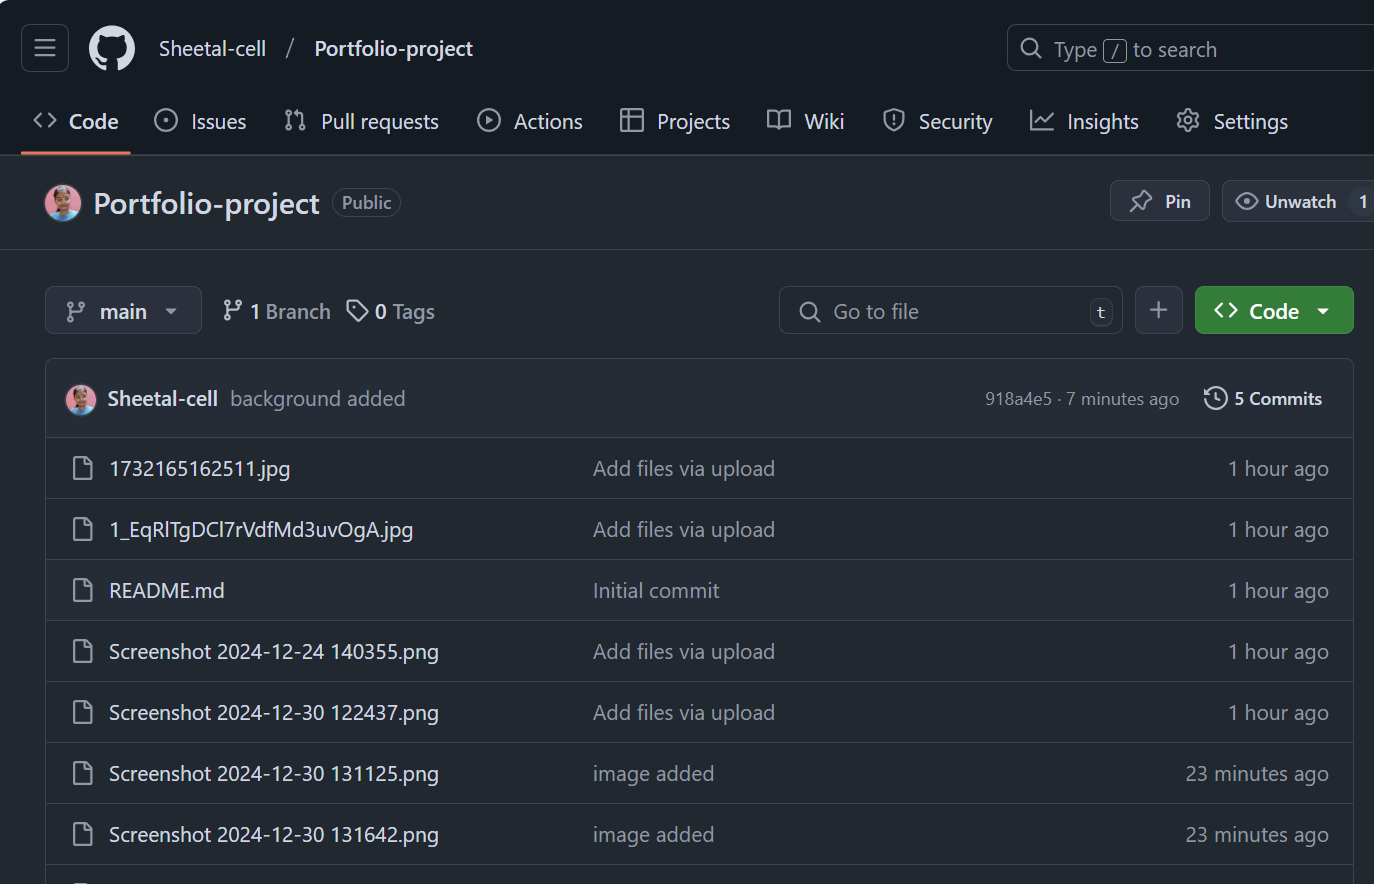 Sheetal-cell / Portfolio-project
Type / to search
Code Issues Pull requests Actions Projects Wiki Security Insights Settings
Portfolio-project Public
Pin Unwatch 1
main 1 Branch 0 Tags Go to file t + Code
Sheetal-cell background added 918a4e5 · 7 minutes ago 5 Commits
1732165162511.jpg Add files via upload 1 hour ago
1_EqRlTgDCl7rVdfMd3uvOgA.jpg Add files via upload 1 hour ago
README.md Initial commit 1 hour ago
Screenshot 2024-12-24 140355.png Add files via upload 1 hour ago
Screenshot 2024-12-30 122437.png Add files via upload 1 hour ago
Screenshot 2024-12-30 131125.png image added 23 minutes ago
Screenshot 2024-12-30 131642.png image added 23 minutes ago